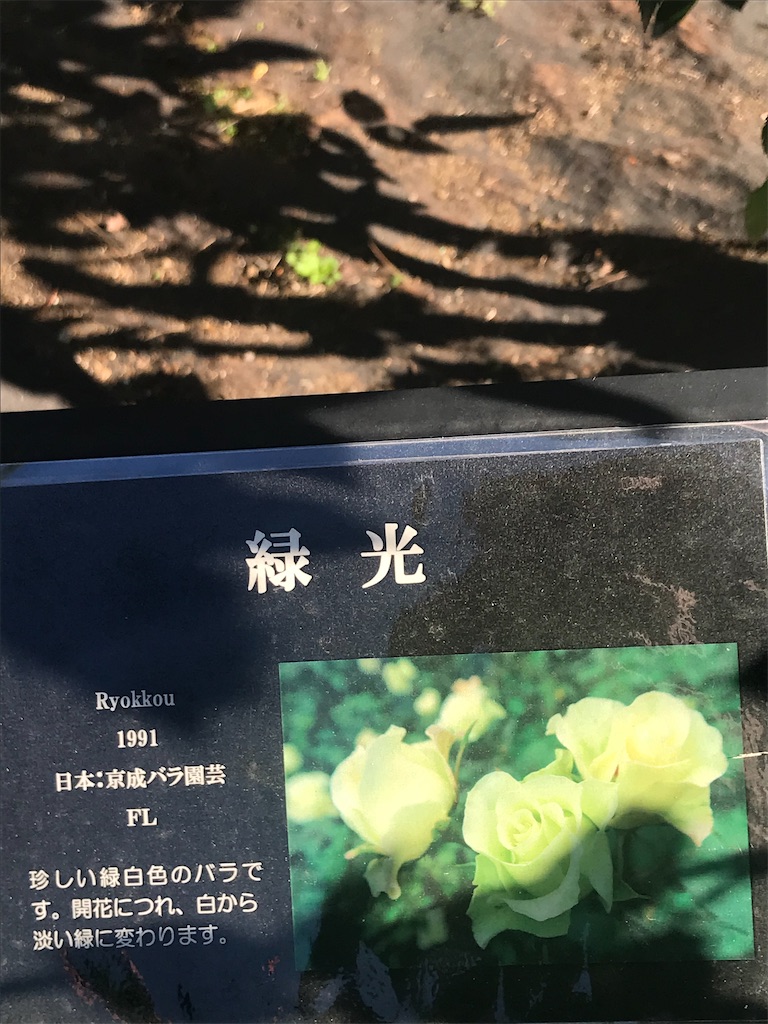 緑 光
Ryokkou
1991
日本:京成バラ園芸
FL
珍しい緑白色のバラで
す。開花につれ、白から
淡い緑に変わります。